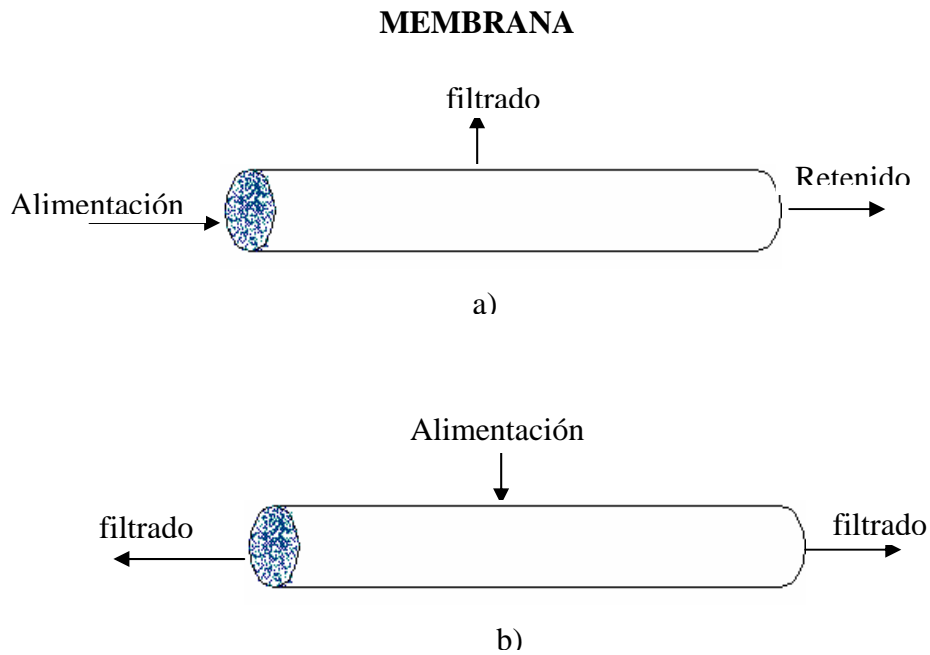 MEMBRANA
filtrado
Alimentación
Retenido
a)
Alimentación
filtrado
filtrado
b)